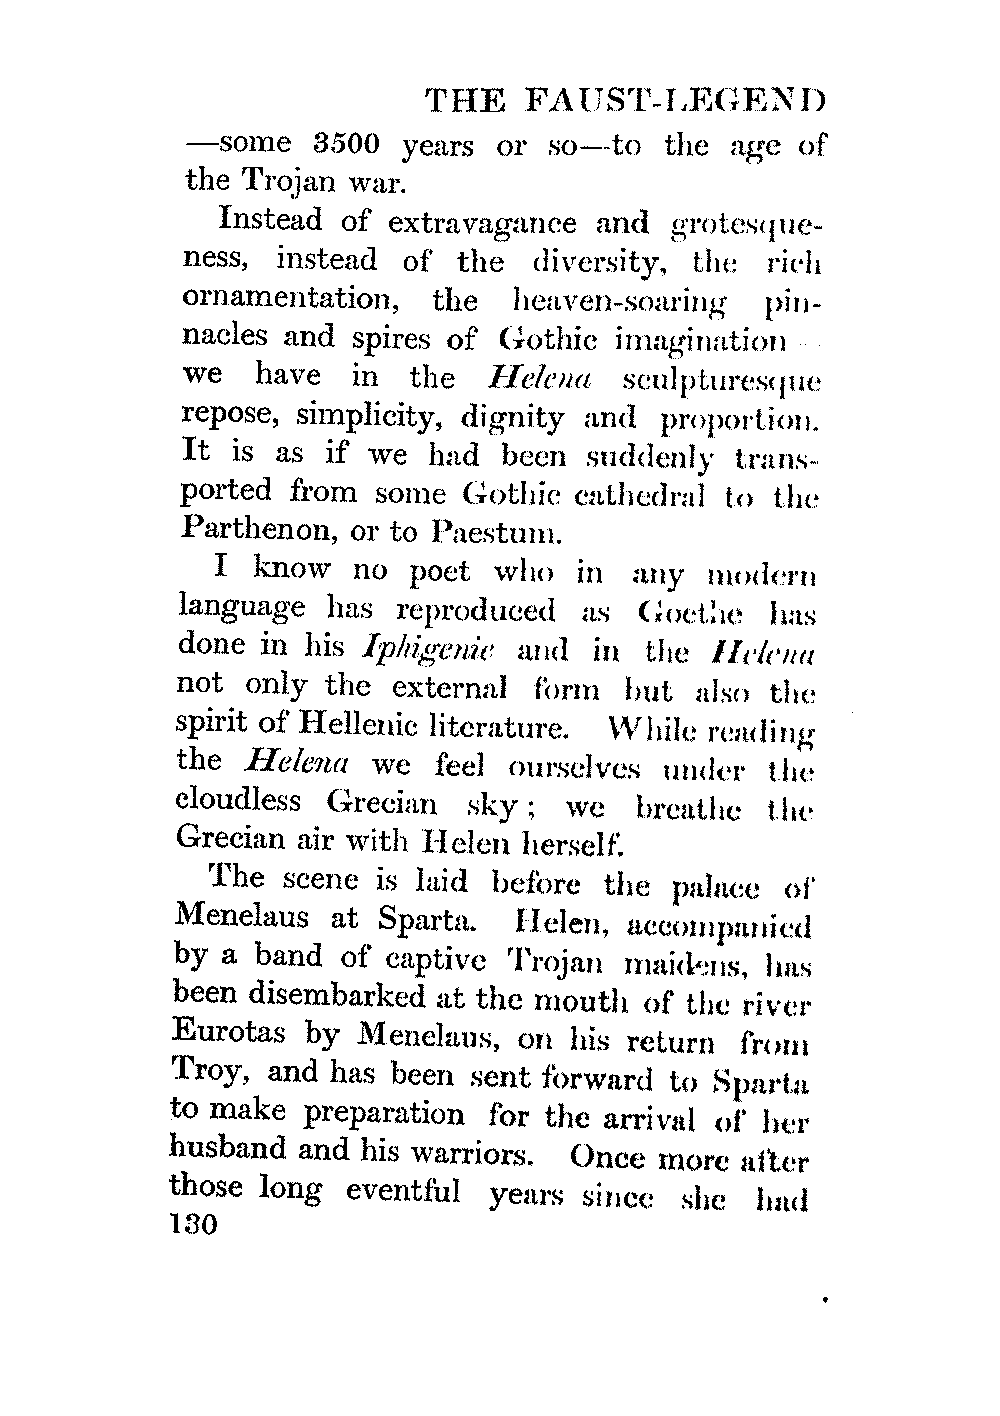 THE FAUST-LEGEND
—some 3500 years or so—to the age of
the Trojan war.
Instead of extravagance and grotesque-
ness, instead of the diversity, the rich
ornamentation, the heaven-soaring pin-
nacles and spires of Gothic imagination
we have in the Helena sculpturesque
repose, simplicity, dignity and proportion.
It is as if we had been suddenly trans-
ported from some Gothic cathedral to the
Parthenon, or to Paestum.
I know no poet who in any modern
language has reproduced as Goethe has
done in his Iphigenie and in the Helena
not only the external form but also the
spirit of Hellenic literature. While reading
the Helena we feel ourselves under the
cloudless Grecian sky; we breathe the
Grecian air with Helen herself.
The scene is laid before the palace of
Menelaus at Sparta. Helen, accompanied
by a band of captive Trojan maidens, has
been disembarked at the mouth of the river
Eurotas by Menelaus, on his return from
Troy, and has been sent forward to Sparta
to make preparation for the arrival of her
husband and his warriors. Once more after
those long eventful years since she had
130